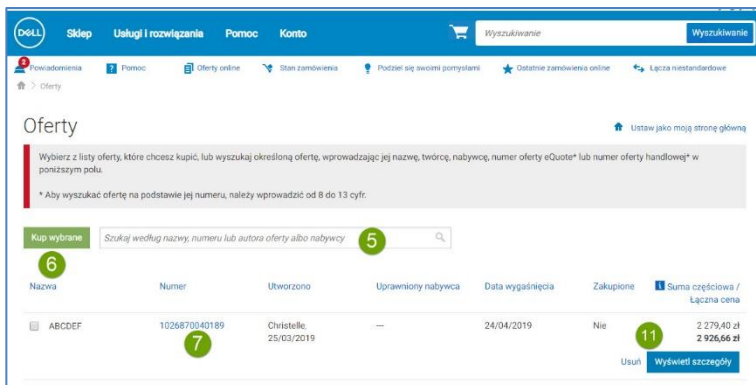 DELL
Sklep Usługi i rozwiązania Pomoc Konto Wyszukiwanie Wyszukiwanie
2
Powiadomienia Pomoc Oferty online Stan zamówienia Podziel się swoimi pomysłami Ostatnie zamówienia online Łącza niestandardowe
> Oferty
Oferty
Ustaw jako moją stronę główną
Wybierz z listy oferty, które chcesz kupić, lub wyszukaj określoną ofertę, wprowadzając jej nazwę, twórcę, nabywcę, numer oferty eQuote* lub numer oferty handlowej* w
poniższym polu.
* Aby wyszukać ofertę na podstawie jej numeru, należy wprowadzić od 8 do 13 cyfr.
Kup wybrane Szukaj według nazwy, numeru lub autora oferty albo nabywcy 5
6
Nazwa Numer Utworzono Uprawniony nabywca Data wygaśnięcia Zakupione Suma częściowa /
Łączna cena
ABCDEF 1026870040189 Christelle, — 24/04/2019 Nie 2 279,40 zł
25/03/2019 2 926,66 zł
7 11
Usuń Wyświetl szczegóły